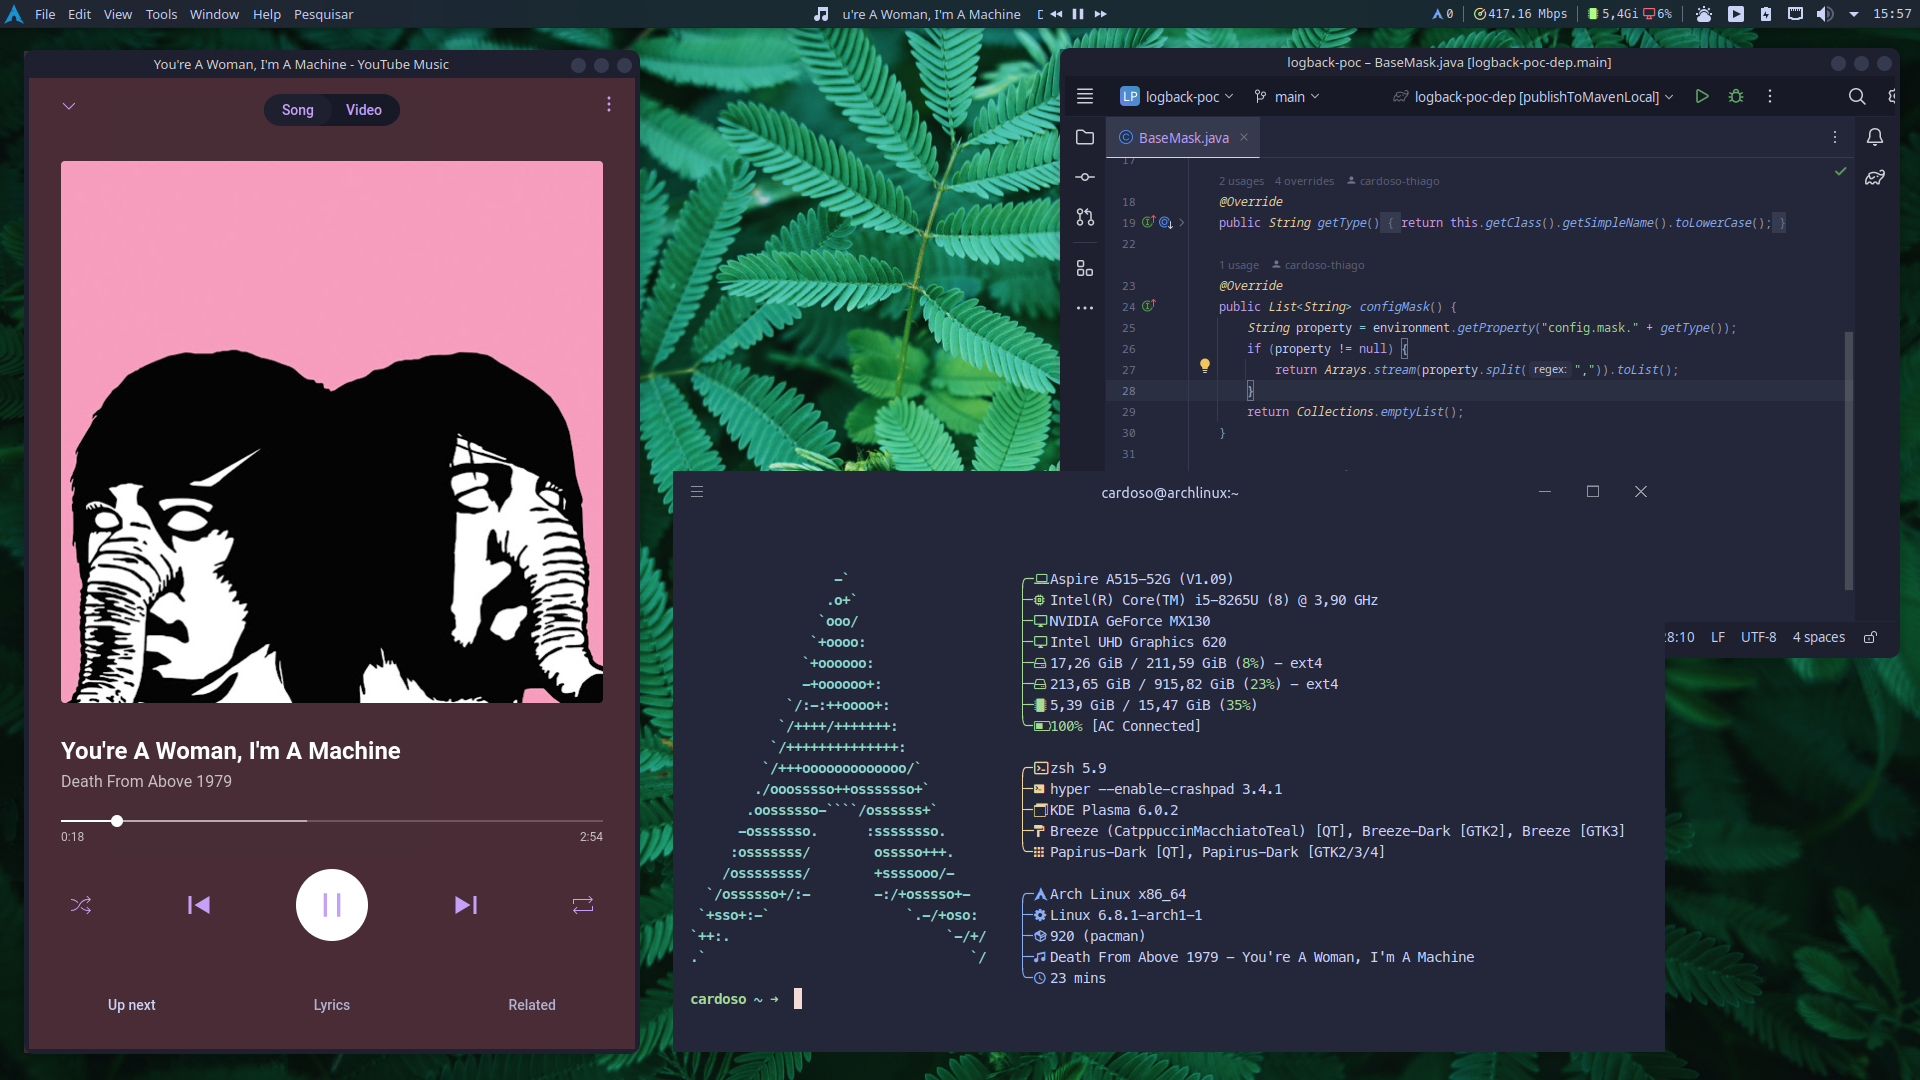 File Edit View Tools Window Help Pesquisar
u're A Woman, I'm A Machine
0 417.16 Mbps 5,4Gi 6% 15:57
You're A Woman, I'm A Machine - YouTube Music
Song Video
You're A Woman, I'm A Machine
Death From Above 1979
0:18 2:54
Up next Lyrics Related
logback-poc – BaseMask.java [logback-poc-dep.main]
LP logback-poc main logback-poc-dep [publishToMavenLocal]
BaseMask.java
17
2 usages 4 overrides cardoso-thiago
18 @Override
19 public String getType() { return this.getClass().getSimpleName().toLowerCase(); }
22
1 usage cardoso-thiago
23 @Override
24 public List<String> configMask() {
25 String property = environment.getProperty("config.mask." + getType());
26 if (property != null) {
27 return Arrays.stream(property.split( regex: ",")).toList();
28 }
29 return Collections.emptyList();
30 }
31
8:10 LF UTF-8 4 spaces
cardoso@archlinux:~
-`
.o+` Aspire A515-52G (V1.09)
`ooo/ Intel(R) Core(TM) i5-8265U (8) @ 3,90 GHz
`+oooo: NVIDIA GeForce MX130
`+oooooo: Intel UHD Graphics 620
-+oooooo+: 17,26 GiB / 211,59 GiB (8%) - ext4
`/:-:++oooo+: 213,65 GiB / 915,82 GiB (23%) - ext4
`/++++/+++++++: 5,39 GiB / 15,47 GiB (35%)
`/++++++++++++++: 100% [AC Connected]
`/+++ooooooooooooo/`
./ooosssso++osssssso+` zsh 5.9
.oossssso-````/ossssss+` hyper --enable-crashpad 3.4.1
-osssssso. :ssssssso. KDE Plasma 6.0.2
:osssssss/ osssso+++. Breeze (CatppuccinMacchiatoTeal) [QT], Breeze-Dark [GTK2], Breeze [GTK3]
/ossssssss/ +ssssooo/- Papirus-Dark [QT], Papirus-Dark [GTK2/3/4]
`/ossssso+/:- -:/+osssso+- Arch Linux x86_64
`+sso+:-` `.-/+oso: Linux 6.8.1-arch1-1
`++:. `-/+/ 920 (pacman)
.` `/ Death From Above 1979 - You're A Woman, I'm A Machine
23 mins
cardoso ~ →